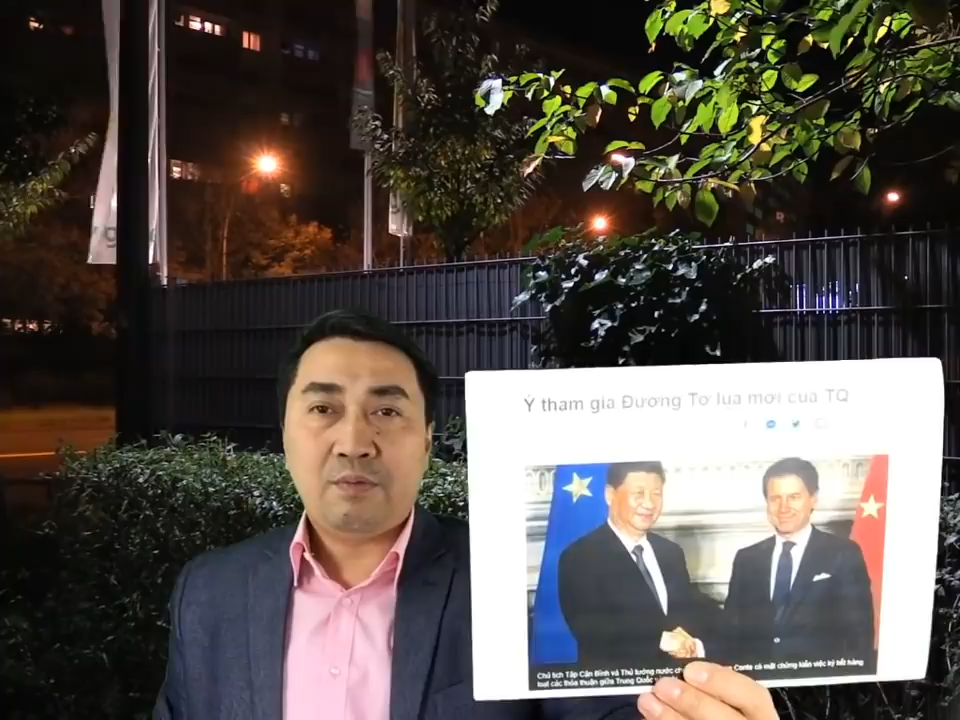 Ý tham gia Đường Tơ lụa mới của TQ
Chủ tịch Tập Cận Bình và Thủ tướng nước c Conte có mặt chứng kiến việc ký kết hàng
loạt các thỏa thuận giữa Trung Quốc v